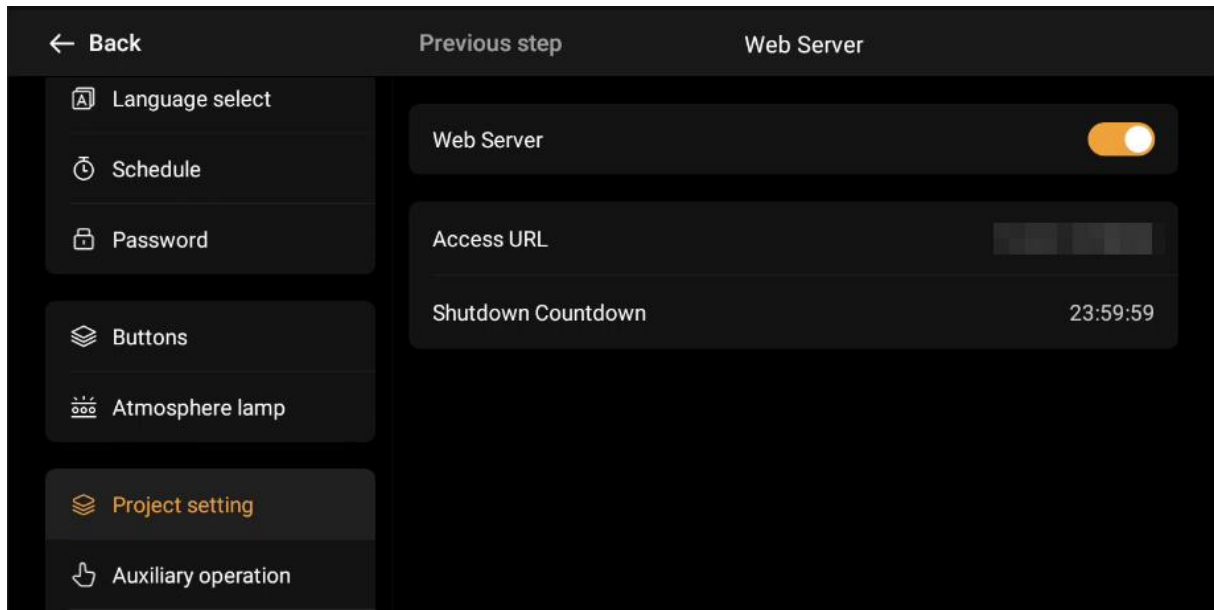 Back
Previous step
Web Server
Language select
Schedule
Password
Buttons
Atmosphere lamp
Project setting
Auxiliary operation
Web Server
Access URL
Shutdown Countdown 23:59:59